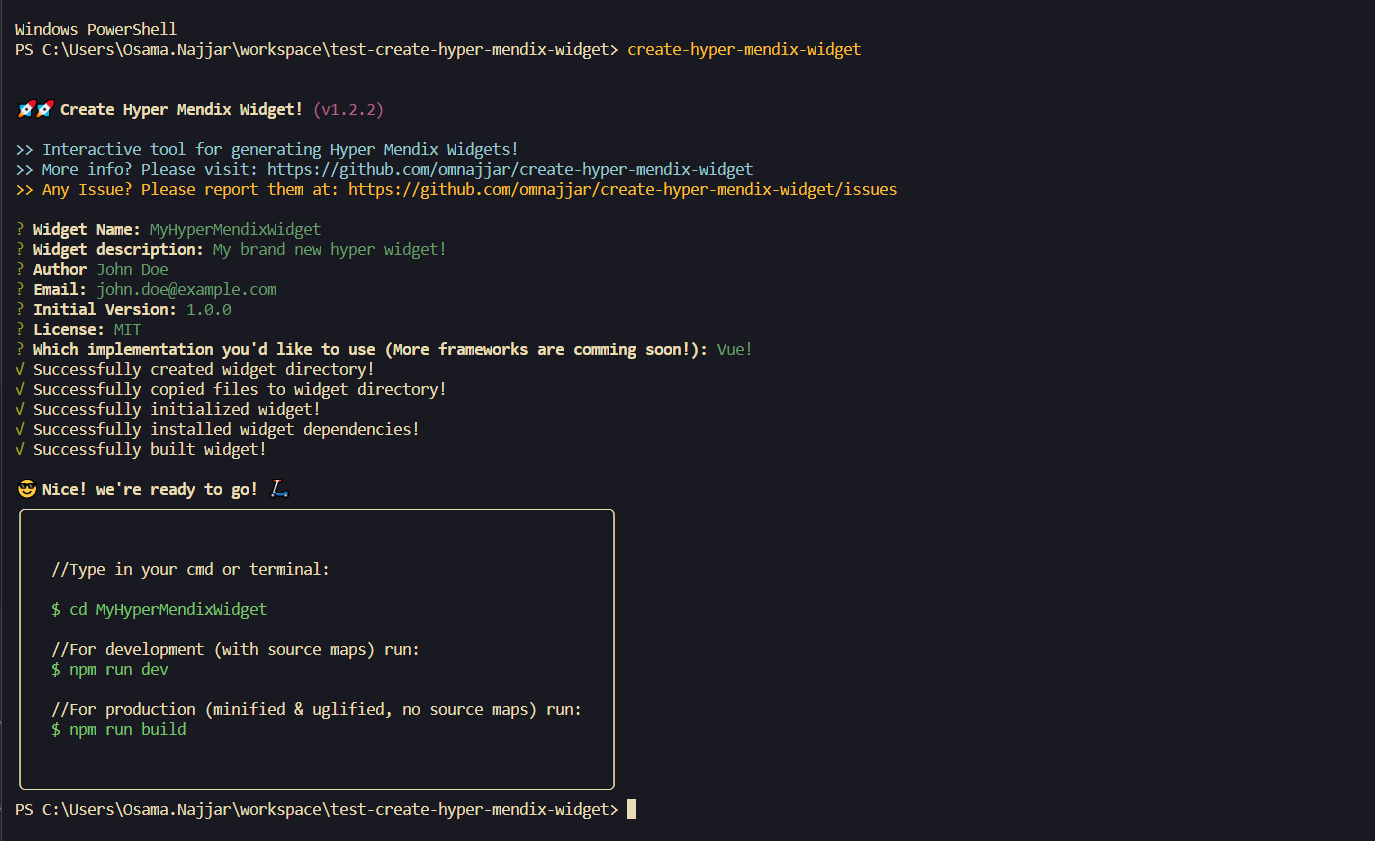 Windows PowerShell
PS C:\Users\Osama.Najjar\workspace\test-create-hyper-mendix-widget> create-hyper-mendix-widget
🚀🚀 Create Hyper Mendix Widget! (v1.2.2)
>> Interactive tool for generating Hyper Mendix Widgets!
>> More info? Please visit: https://github.com/omnajjar/create-hyper-mendix-widget
>> Any Issue? Please report them at: https://github.com/omnajjar/create-hyper-mendix-widget/issues
? Widget Name: MyHyperMendixWidget
? Widget description: My brand new hyper widget!
? Author John Doe
? Email: john.doe@example.com
? Initial Version: 1.0.0
? License: MIT
? Which implementation you'd like to use (More frameworks are comming soon!): Vue!
√ Successfully created widget directory!
√ Successfully copied files to widget directory!
√ Successfully initialized widget!
√ Successfully installed widget dependencies!
√ Successfully built widget!
😎 Nice! we're ready to go! 🛴
//Type in your cmd or terminal:
$ cd MyHyperMendixWidget
//For development (with source maps) run:
$ npm run dev
//For production (minified & uglified, no source maps) run:
$ npm run build
PS C:\Users\Osama.Najjar\workspace\test-create-hyper-mendix-widget>